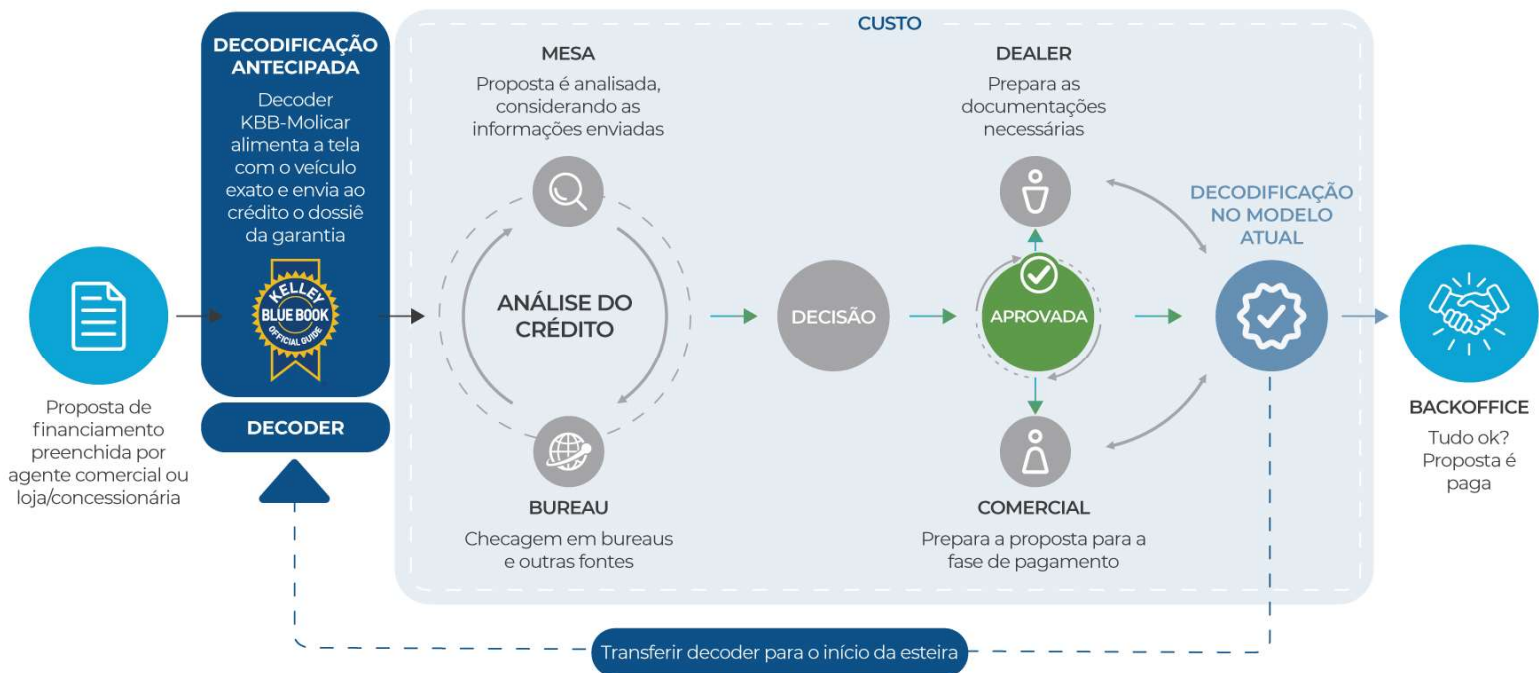 CUSTO
DECODIFICAÇÃO
ANTECIPADA
Decoder
KBB-Molicar
alimenta a tela
com o veículo
exato e envia ao
crédito o dossiê
da garantia
KELLEY
BLUE BOOK
OFFICIAL GUIDE
DECODER
Proposta de
financiamento
preenchida por
agente comercial ou
loja/concessionária
MESA
Proposta é analisada,
considerando as
informações enviadas
ANÁLISE DO
CRÉDITO
BUREAU
Checagem em bureaus
e outras fontes
DECISÃO
DEALER
Prepara as
documentações
necessárias
APROVADA
COMERCIAL
Prepara a proposta para a
fase de pagamento
DECODIFICAÇÃO
NO MODELO
ATUAL
BACKOFFICE
Tudo ok?
Proposta é
paga
Transferir decoder para o início da esteira